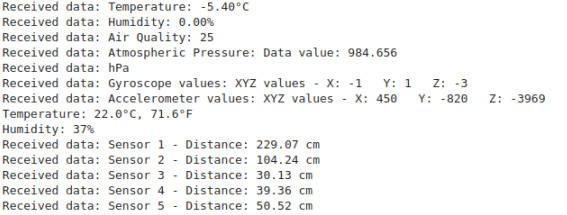 Received data: Temperature: -5.40°C
Received data: Humidity: 0.00%
Received data: Air Quality: 25
Received data: Atmospheric Pressure: Data value: 984.656
Received data: hPa
Received data: Gyroscope values: XYZ values - X: -1   Y: 1   Z: -3
Received data: Accelerometer values: XYZ values - X: 450   Y: -820   Z: -3969
Temperature: 22.0°C, 71.6°F
Humidity: 37%
Received data: Sensor 1 - Distance: 229.07 cm
Received data: Sensor 2 - Distance: 104.24 cm
Received data: Sensor 3 - Distance: 30.13 cm
Received data: Sensor 4 - Distance: 39.36 cm
Received data: Sensor 5 - Distance: 50.52 cm